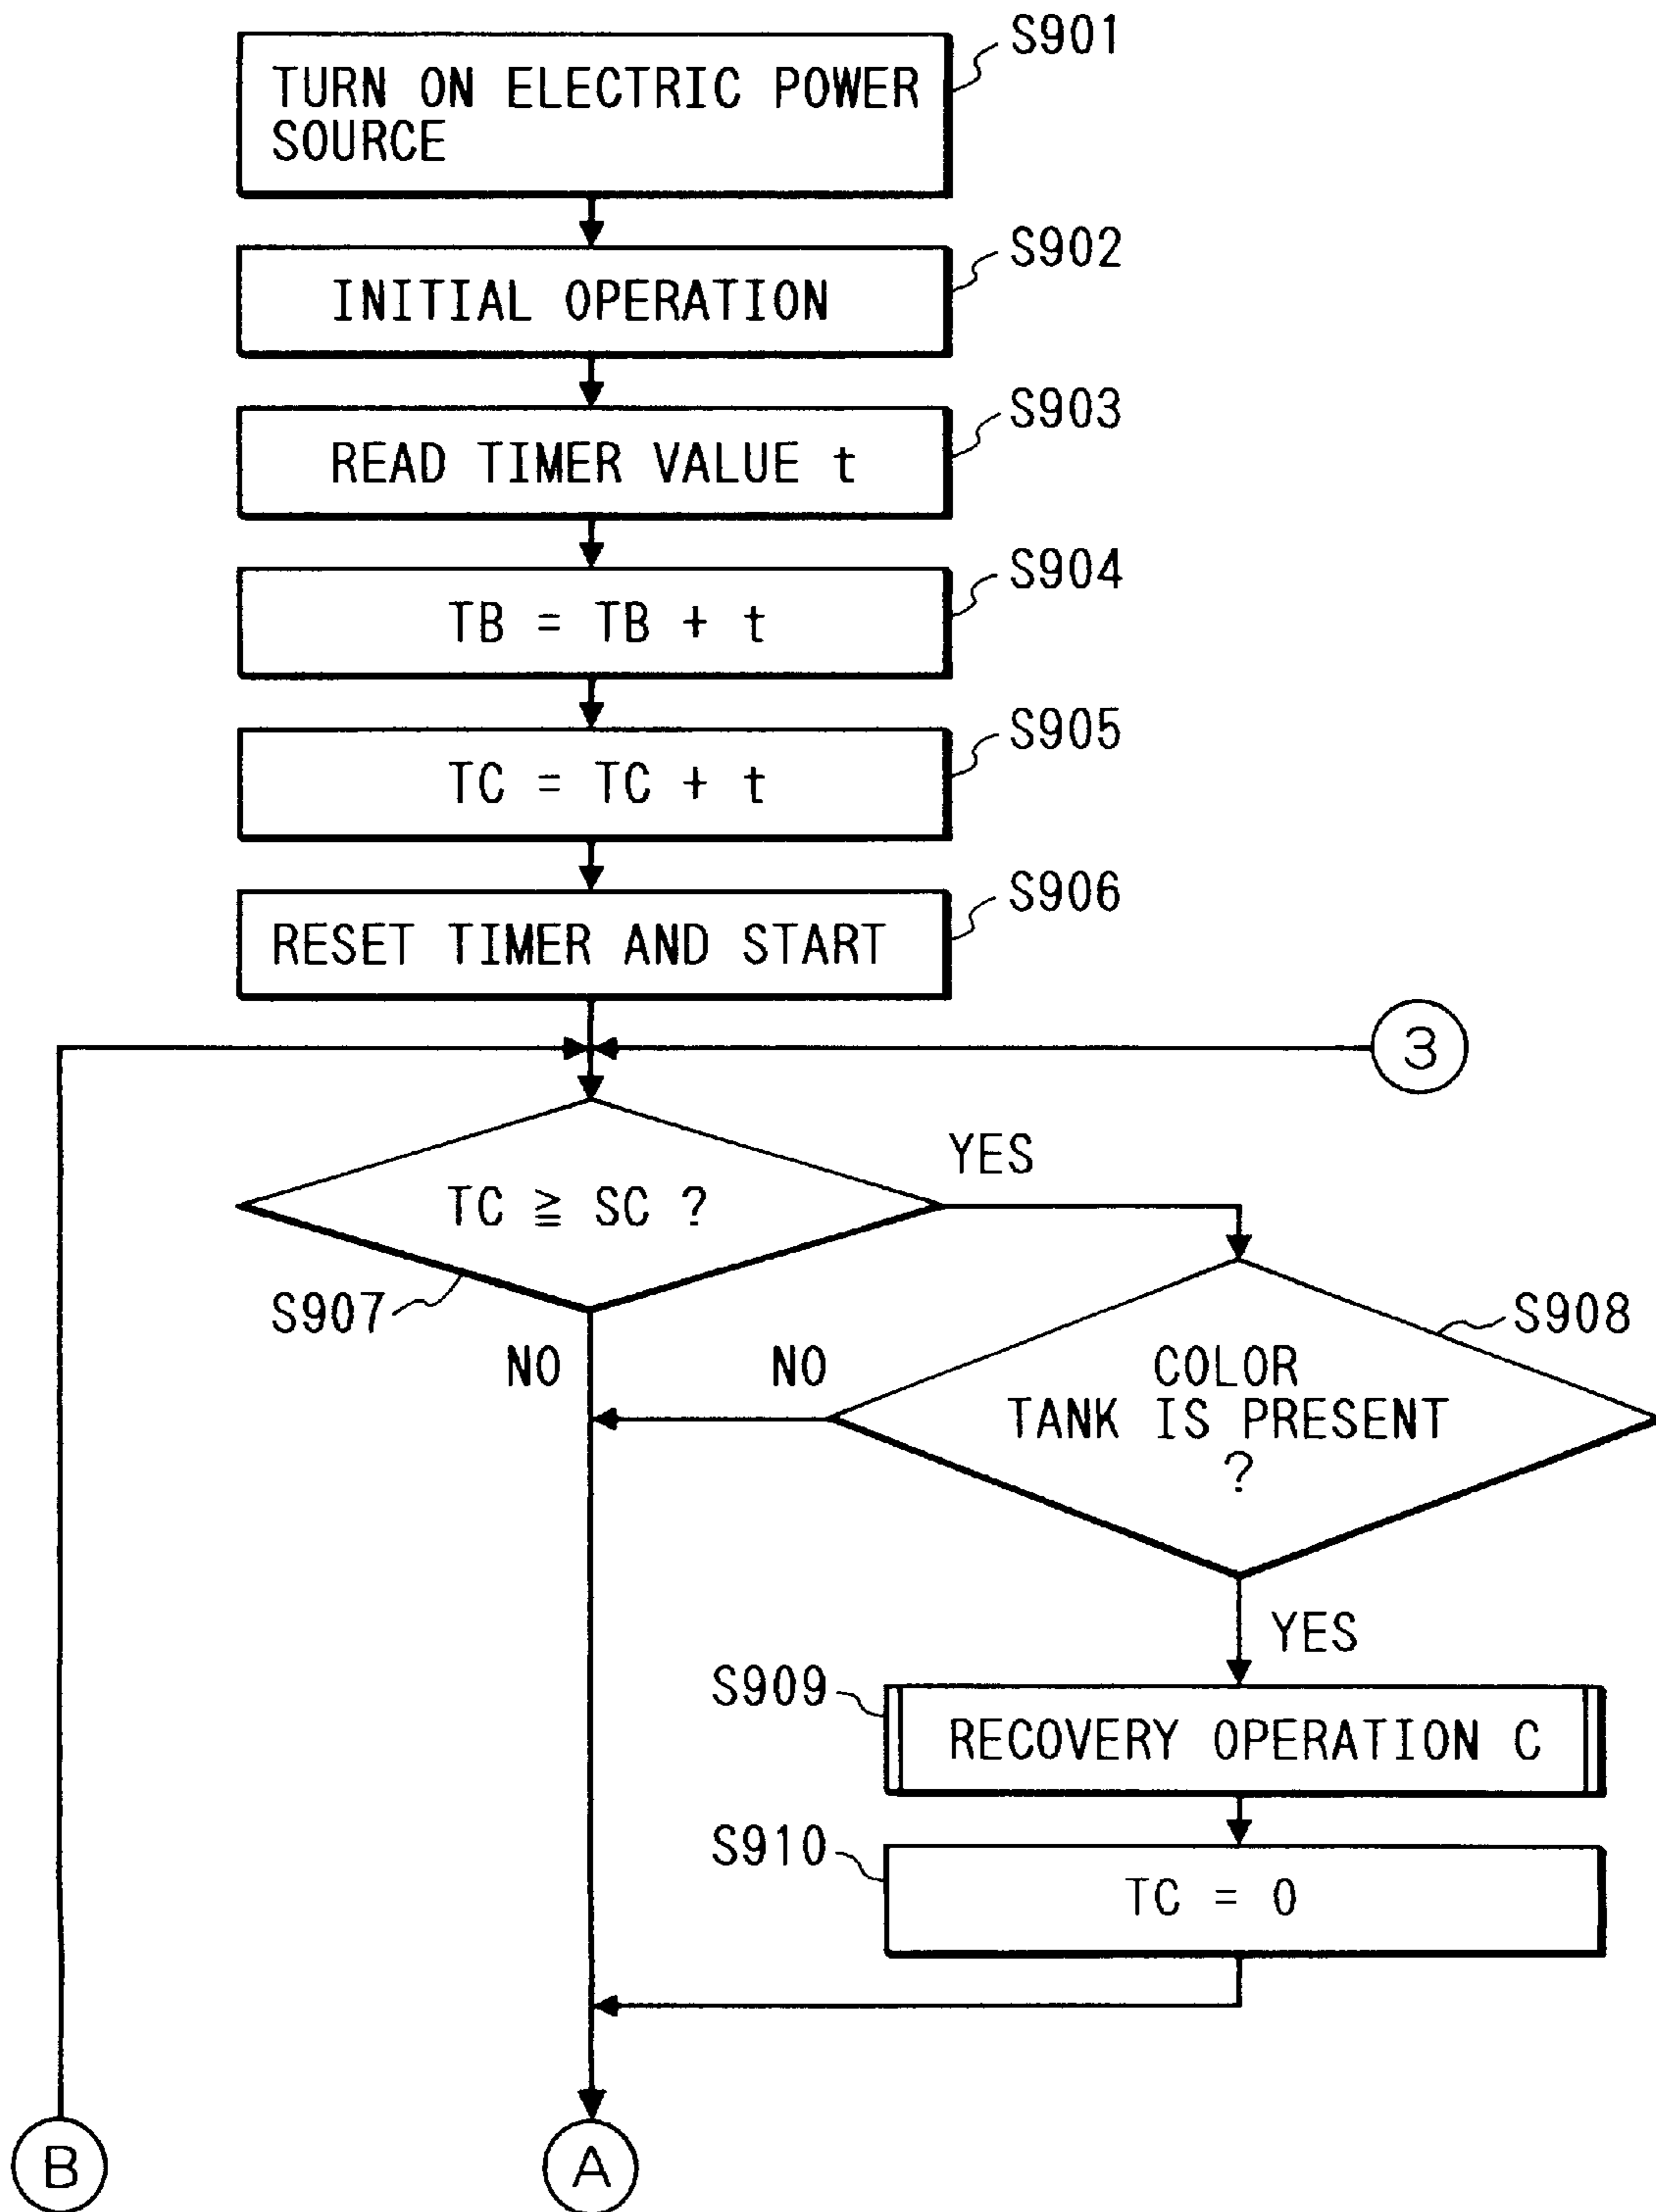 S901
TURN ON ELECTRIC POWER
SOURCE
S902
INITIAL OPERATION
S903
READ TIMER VALUE t
S904
TB = TB + t
S905
TC = TC + t
S906
RESET TIMER AND START
3
TC ≧ SC ?
YES
S907
NO
NO
S908
COLOR
TANK IS PRESENT
?
YES
S909
RECOVERY OPERATION C
S910
TC = 0
B
A